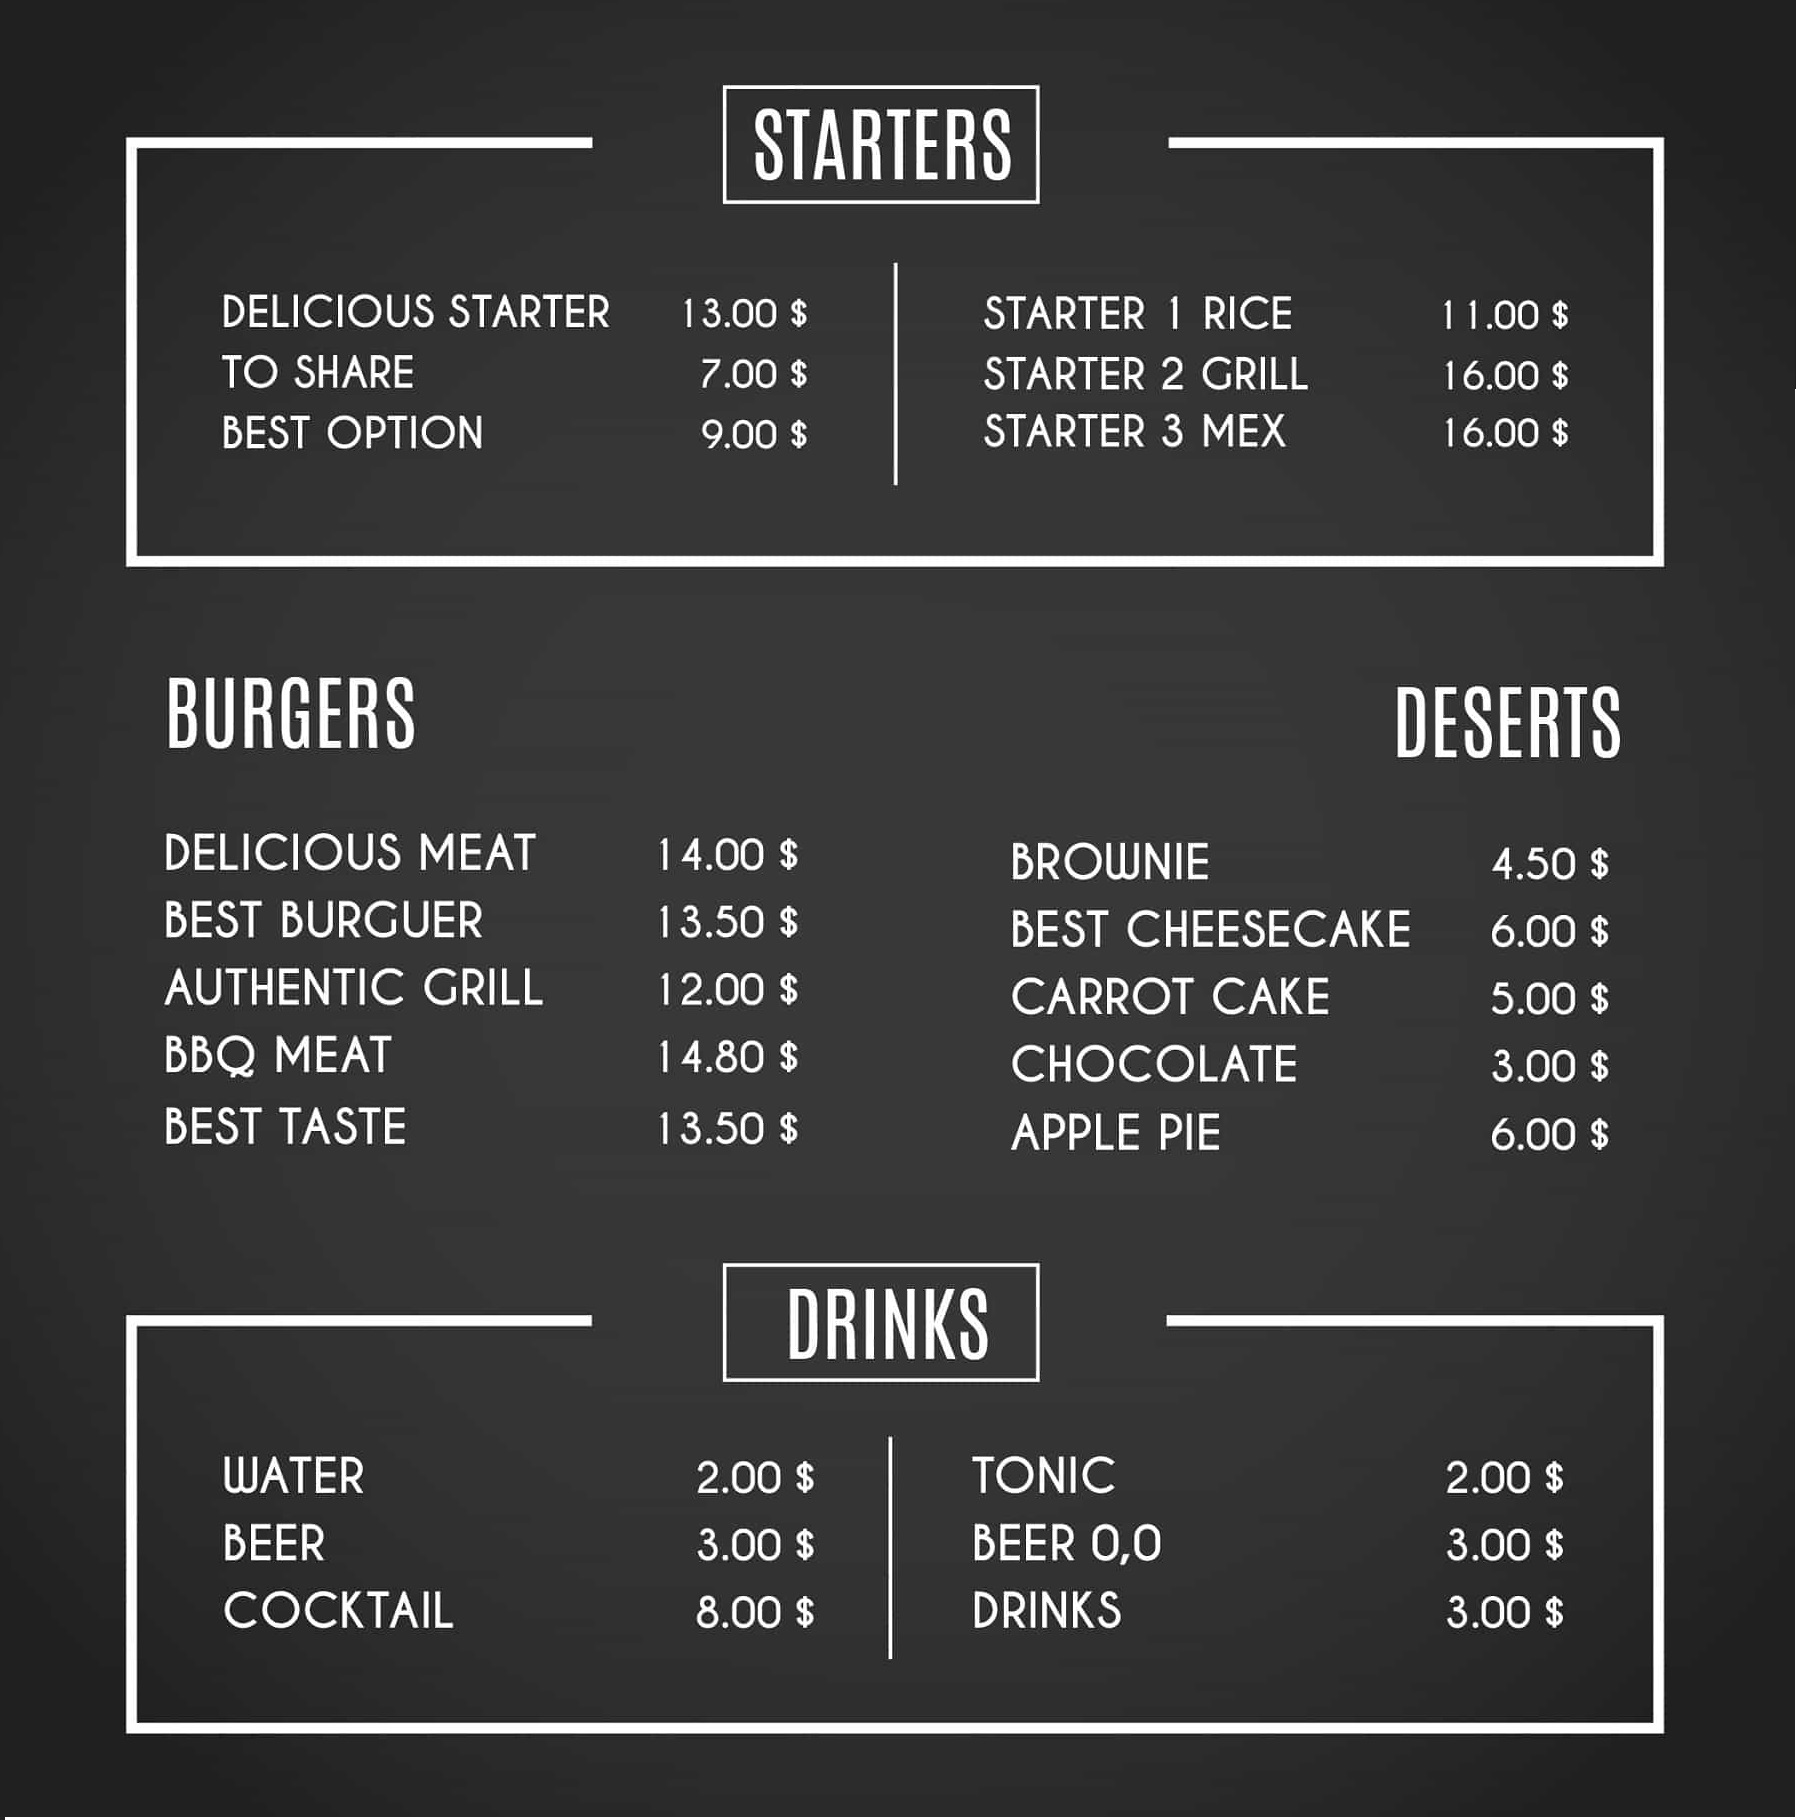 STARTERS
DELICIOUS STARTER 13.00 $
TO SHARE 7.00 $
BEST OPTION 9.00 $
STARTER 1 RICE 11.00 $
STARTER 2 GRILL 16.00 $
STARTER 3 MEX 16.00 $
BURGERS
DELICIOUS MEAT 14.00 $
BEST BURGUER 13.50 $
AUTHENTIC GRILL 12.00 $
BBQ MEAT 14.80 $
BEST TASTE 13.50 $
DESERTS
BROWNIE 4.50 $
BEST CHEESECAKE 6.00 $
CARROT CAKE 5.00 $
CHOCOLATE 3.00 $
APPLE PIE 6.00 $
DRINKS
WATER 2.00 $
BEER 3.00 $
COCKTAIL 8.00 $
TONIC 2.00 $
BEER 0,0 3.00 $
DRINKS 3.00 $